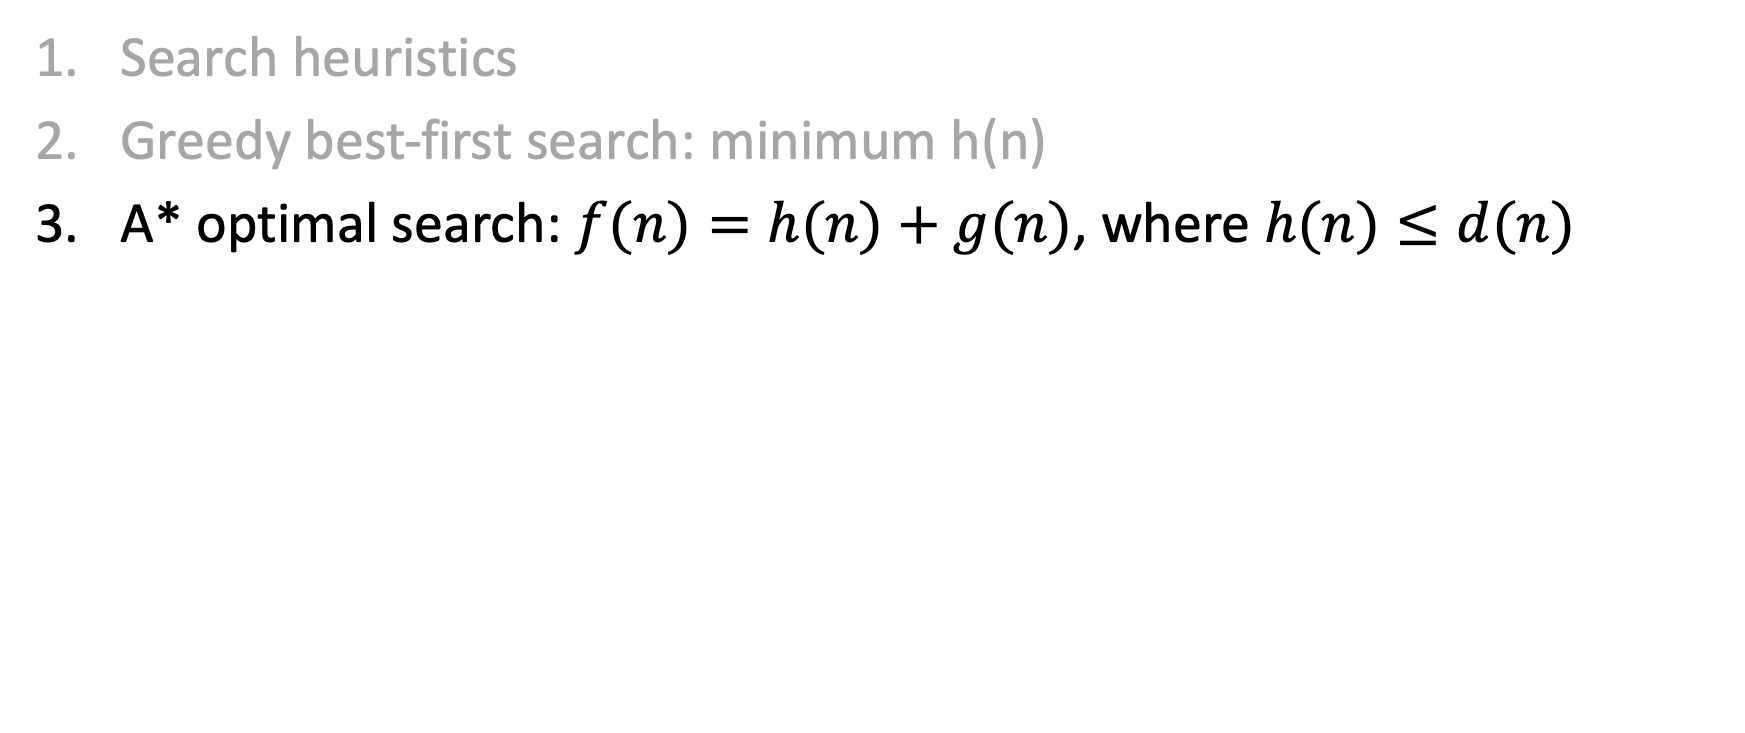 1. Search heuristics
2. Greedy best-first search: minimum h(n)
3. A* optimal search: 𝑓(𝑛) = ℎ(𝑛) + 𝑔(𝑛), where ℎ(𝑛) ≤ 𝑑(𝑛)